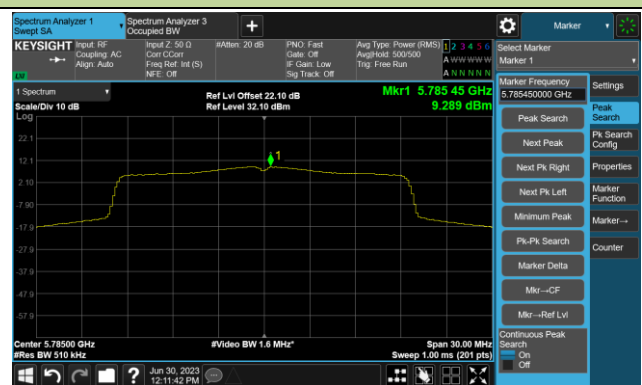 Spectrum Analyzer 1
Swept SA
Spectrum Analyzer 3
Occupied BW
Marker
KEYSIGHT
LV
Input: RF
Coupling: AC
Align: Auto
Input Z: 50 Ω
Corr CCorr
Freq Ref: Int (S)
NFE: Off
#Atten: 20 dB
PNO: Fast
Gate: Off
IF Gain: Low
Sig Track: Off
Avg Type: Power (RMS)
Avg|Hold: 500/500
Trig: Free Run
1 2 3 4 5 6
A W W W W W
A N N N N N
1 Spectrum
Scale/Div 10 dB
Log
Ref Lvl Offset 22.10 dB
Ref Level 32.10 dBm
Mkr1 5.785 45 GHz
9.289 dBm
22.1
12.1
2.10
-7.90
-17.9
-27.9
-37.9
-47.9
-57.9
1
Center 5.78500 GHz
#Res BW 510 kHz
#Video BW 1.6 MHz*
Span 30.00 MHz
Sweep 1.00 ms (201 pts)
Jun 30, 2023
12:11:42 PM
Select Marker
Marker 1
Marker Frequency
5.785450000 GHz
Peak Search
Next Peak
Next Pk Right
Next Pk Left
Minimum Peak
Pk-Pk Search
Marker Delta
Mkr→CF
Mkr→Ref Lvl
Continuous Peak
Search
On
Off
Settings
Peak
Search
Pk Search
Config
Properties
Marker
Function
Marker→
Counter